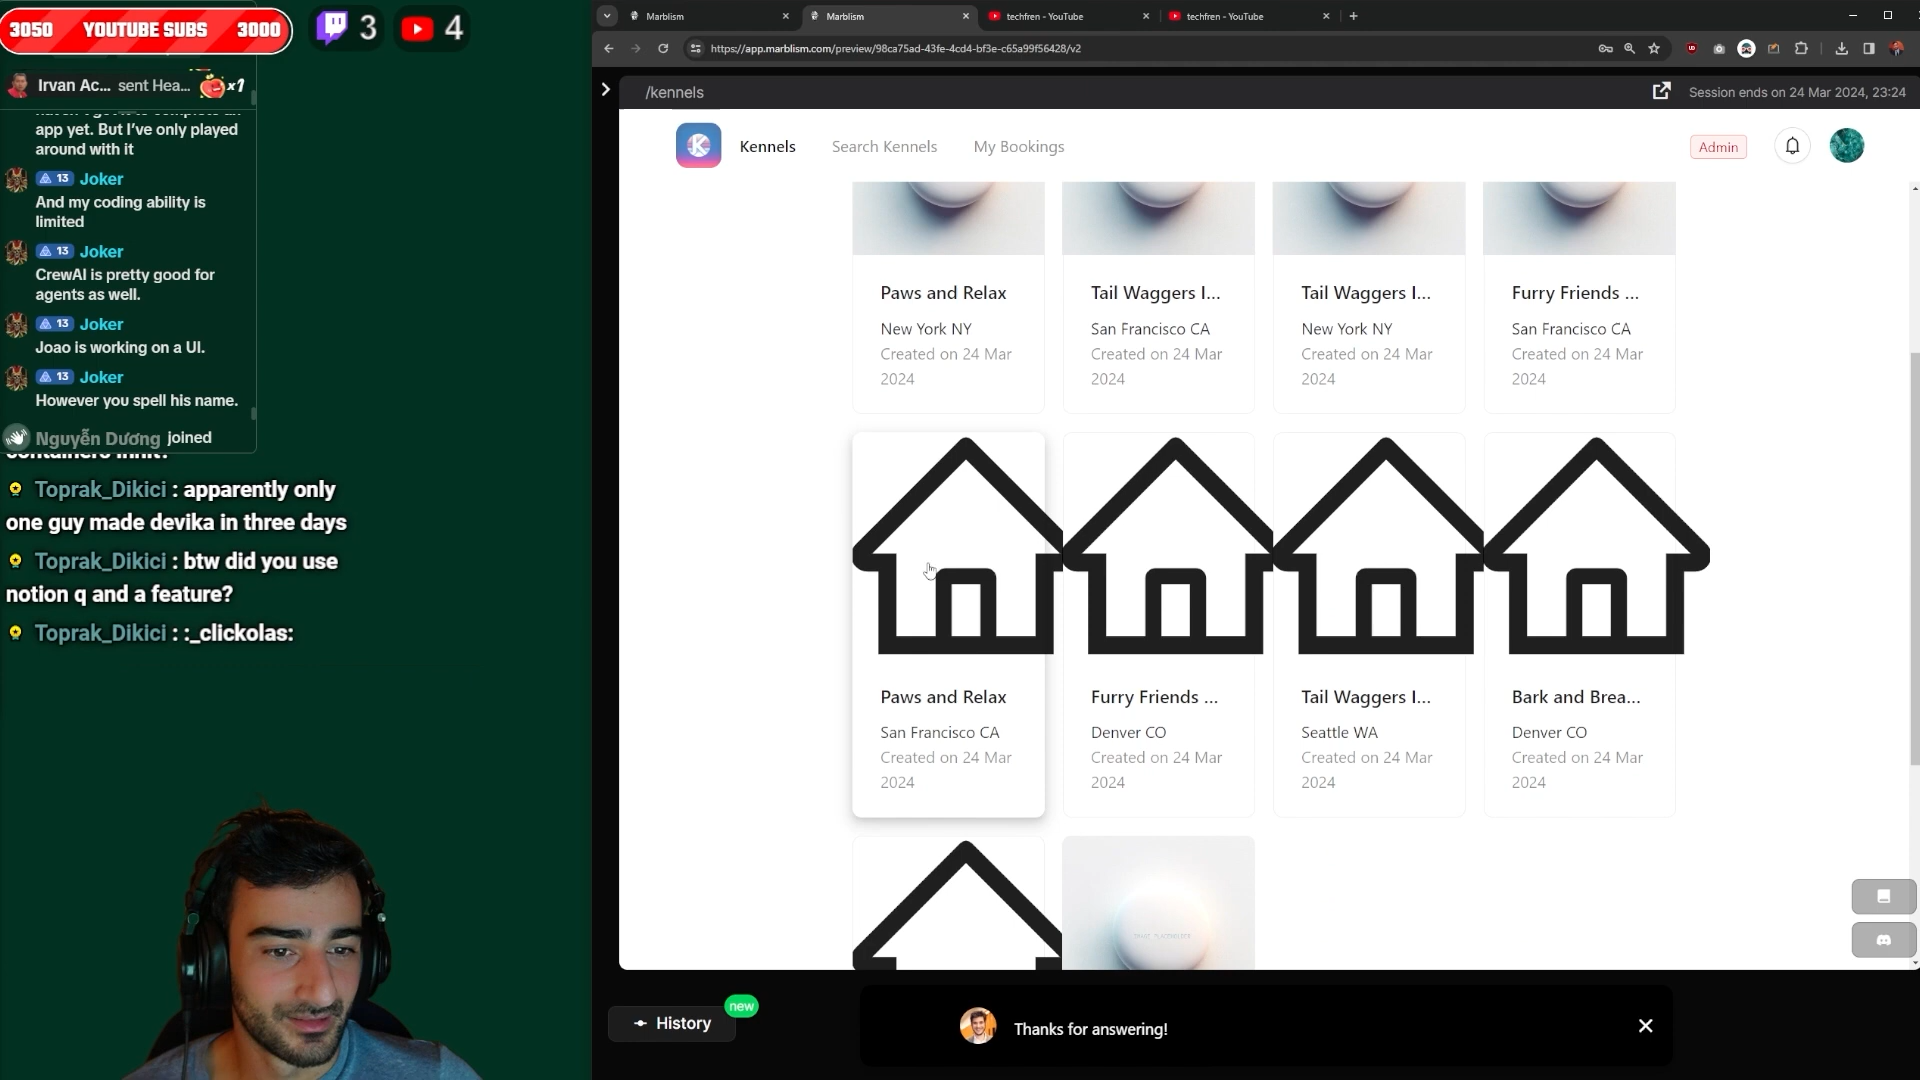 3050 YOUTUBE SUBS 3000
3
4
Irvan Ac... sent Hea... x1
app yet. But I've only played
around with it
13 Joker
And my coding ability is
limited
13 Joker
CrewAI is pretty good for
agents as well.
13 Joker
Joao is working on a UI.
13 Joker
However you spell his name.
Nguyễn Dương joined
Toprak_Dikici : apparently only
one guy made devika in three days
Toprak_Dikici : btw did you use
notion q and a feature?
Toprak_Dikici : :_clickolas:
Marblism
Marblism
techfren - YouTube
techfren - YouTube
https://app.marblism.com/preview/98ca75ad-43fe-4cd4-bf3e-c65a99f56428/v2
/kennels
Session ends on 24 Mar 2024, 23:24
K
Kennels
Search Kennels
My Bookings
Admin
Paws and Relax
Tail Waggers I...
Tail Waggers I...
Furry Friends ...
New York NY
San Francisco CA
New York NY
San Francisco CA
Created on 24 Mar
2024
Created on 24 Mar
2024
Created on 24 Mar
2024
Created on 24 Mar
2024
Paws and Relax
Furry Friends ...
Tail Waggers I...
Bark and Brea...
San Francisco CA
Denver CO
Seattle WA
Denver CO
Created on 24 Mar
2024
Created on 24 Mar
2024
Created on 24 Mar
2024
Created on 24 Mar
2024
History
new
Thanks for answering!